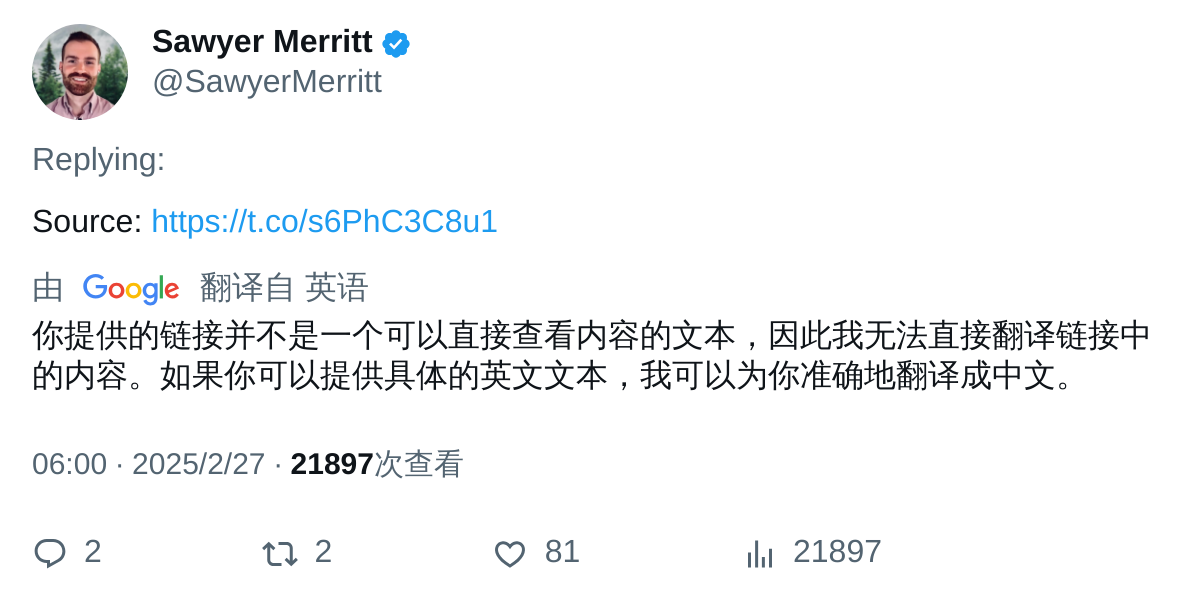 Sawyer Merritt
@SawyerMerritt
Replying:
Source: https://t.co/s6PhC3C8u1
由 Google 翻译自 英语
你提供的链接并不是一个可以直接查看内容的文本，因此我无法直接翻译链接中
的内容。如果你可以提供具体的英文文本，我可以为你准确地翻译成中文。
06:00 · 2025/2/27 · 21897次查看
2 2 81 21897